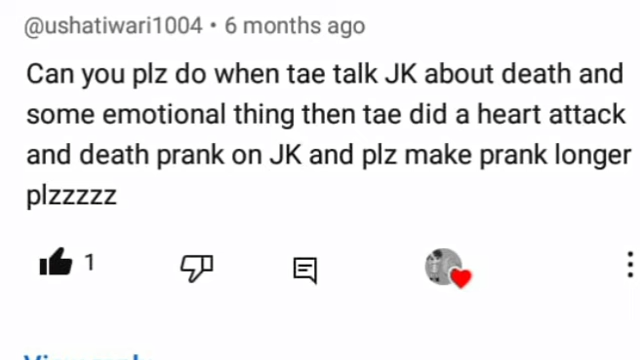 @ushatiwari1004 • 6 months ago
Can you plz do when tae talk JK about death and
some emotional thing then tae did a heart attack
and death prank on JK and plz make prank longer
plzzzzz
1